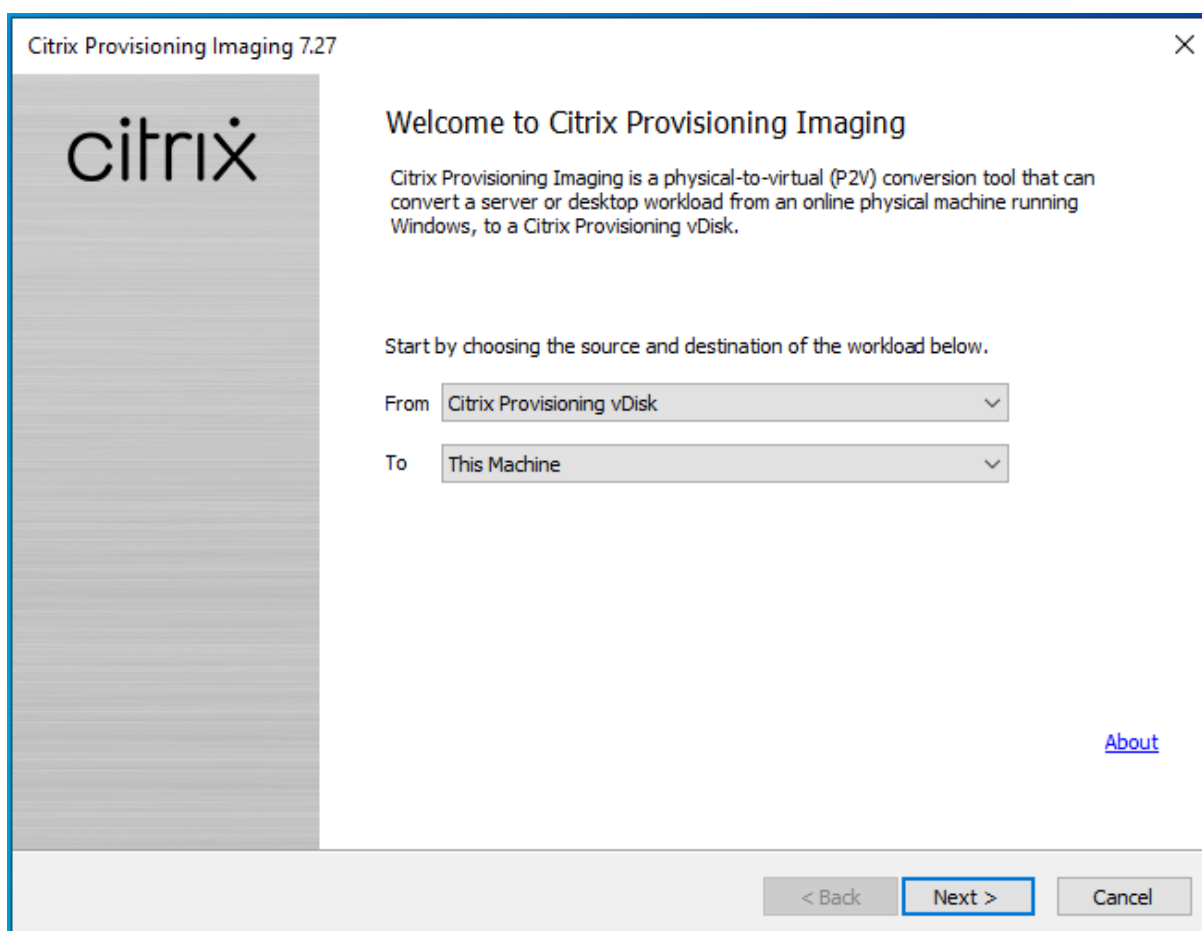 Citrix Provisioning Imaging 7.27
citrix
Welcome to Citrix Provisioning Imaging
Citrix Provisioning Imaging is a physical-to-virtual (P2V) conversion tool that can
convert a server or desktop workload from an online physical machine running
Windows, to a Citrix Provisioning vDisk.
Start by choosing the source and destination of the workload below.
From Citrix Provisioning vDisk
To This Machine
About
< Back Next > Cancel